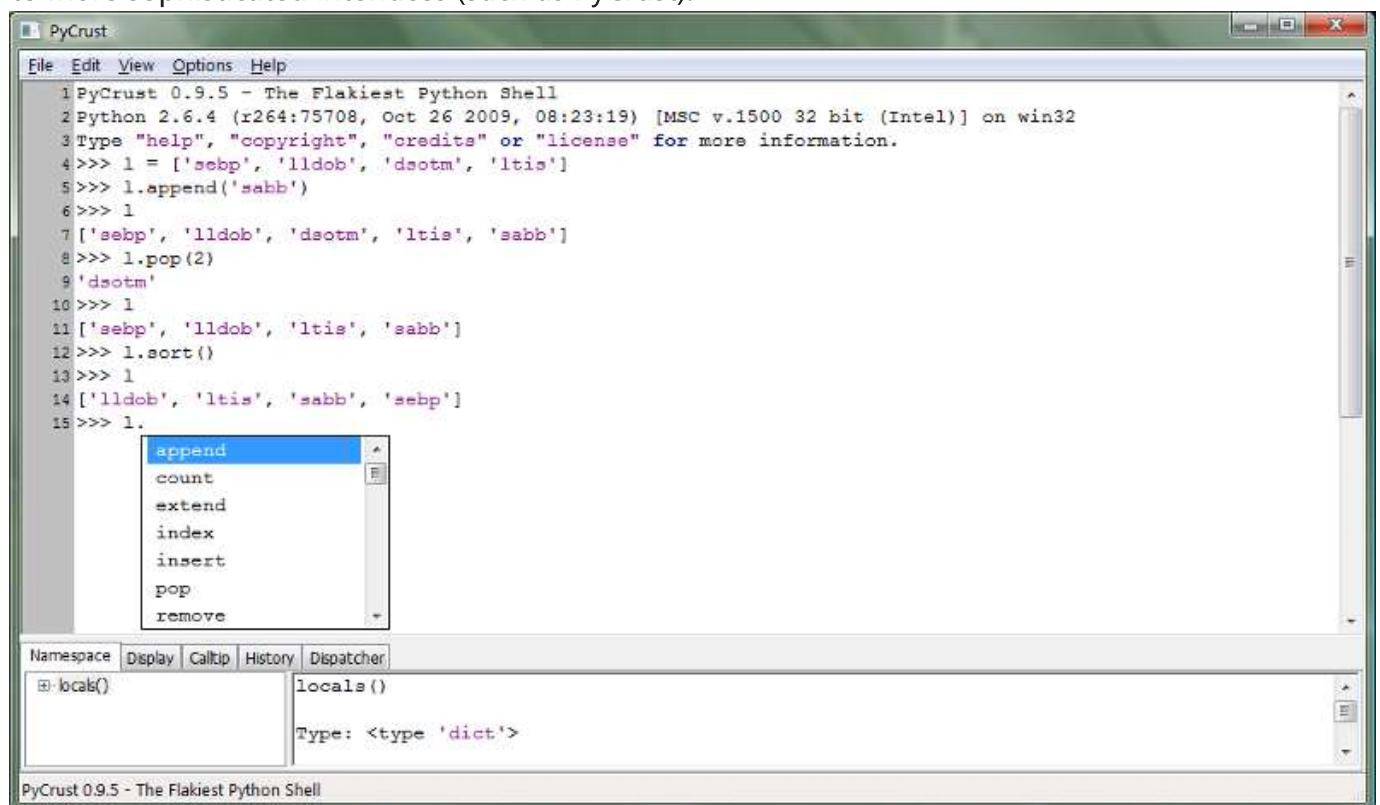 PyCrust
File Edit View Options Help
1 PyCrust 0.9.5 - The Flakiest Python Shell
2 Python 2.6.4 (r264:75708, Oct 26 2009, 08:23:19) [MSC v.1500 32 bit (Intel)] on win32
3 Type "help", "copyright", "credits" or "license" for more information.
4 >>> l = ['sebp', 'lldob', 'dsotm', 'ltis']
5 >>> l.append('sabb')
6 >>> l
7 ['sebp', 'lldob', 'dsotm', 'ltis', 'sabb']
8 >>> l.pop(2)
9 'dsotm'
10 >>> l
11 ['sebp', 'lldob', 'ltis', 'sabb']
12 >>> l.sort()
13 >>> l
14 ['lldob', 'ltis', 'sabb', 'sebp']
15 >>> l.
append
count
extend
index
insert
pop
remove
Namespace Display Calltip History Dispatcher
locals()
locals()
Type: <type 'dict'>
PyCrust 0.9.5 - The Flakiest Python Shell